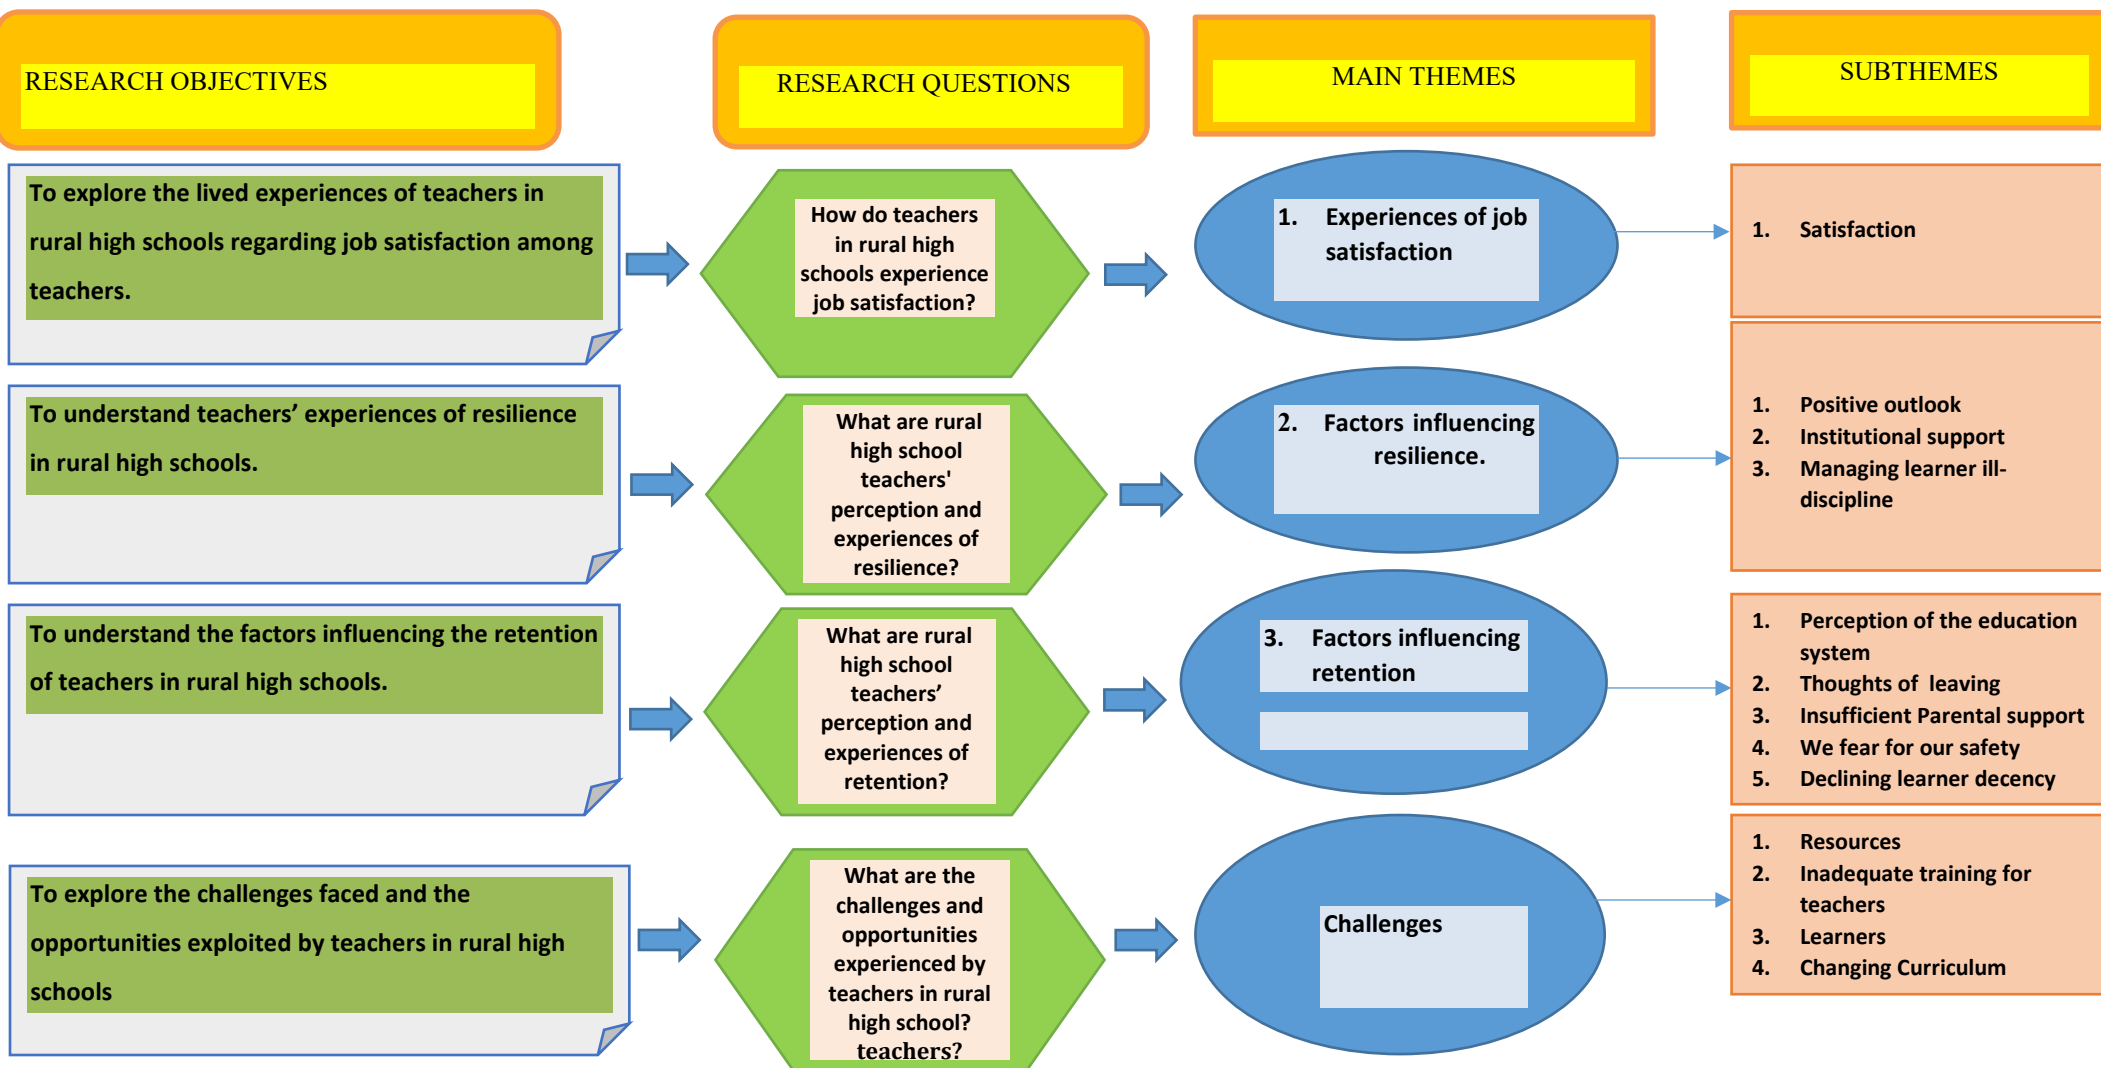 RESEARCH OBJECTIVES
RESEARCH QUESTIONS
MAIN THEMES
SUBTHEMES
To explore the lived experiences of teachers in
rural high schools regarding job satisfaction among
teachers.
How do teachers
in rural high
schools experience
job satisfaction?
1. Experiences of job
satisfaction
1. Satisfaction
To understand teachers’ experiences of resilience
in rural high schools.
What are rural
high school
teachers'
perception and
experiences of
resilience?
2. Factors influencing
resilience.
1. Positive outlook
2. Institutional support
3. Managing learner ill-
discipline
To understand the factors influencing the retention
of teachers in rural high schools.
What are rural
high school
teachers’
perception and
experiences of
retention?
3. Factors influencing
retention
1. Perception of the education
system
2. Thoughts of leaving
3. Insufficient Parental support
4. We fear for our safety
5. Declining learner decency
To explore the challenges faced and the
opportunities exploited by teachers in rural high
schools
What are the
challenges and
opportunities
experienced by
teachers in rural
high school?
teachers?
Challenges
1. Resources
2. Inadequate training for
teachers
3. Learners
4. Changing Curriculum